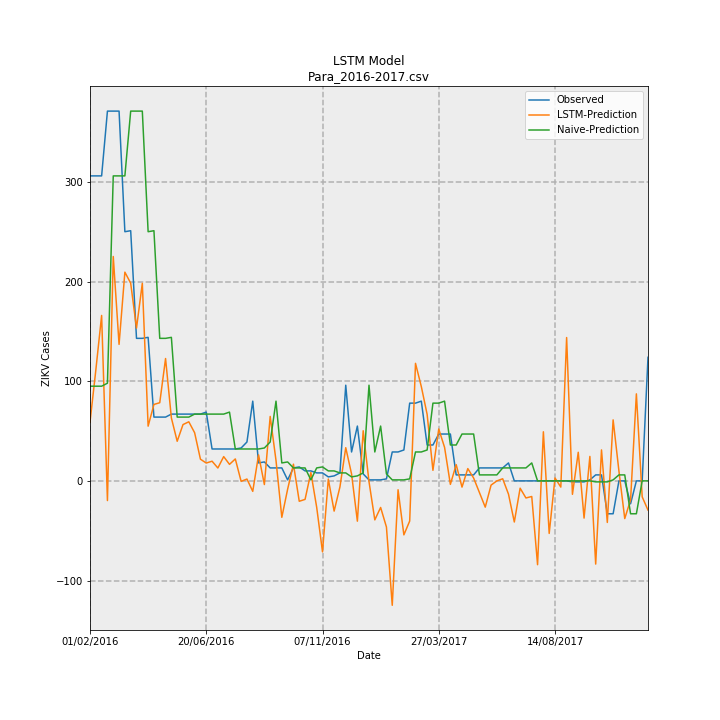 LSTM Model
Para_2016-2017.csv
Observed
LSTM-Prediction
Naive-Prediction
ZIKV Cases
300
200
100
0
−100
01/02/2016
20/06/2016
07/11/2016
27/03/2017
14/08/2017
Date